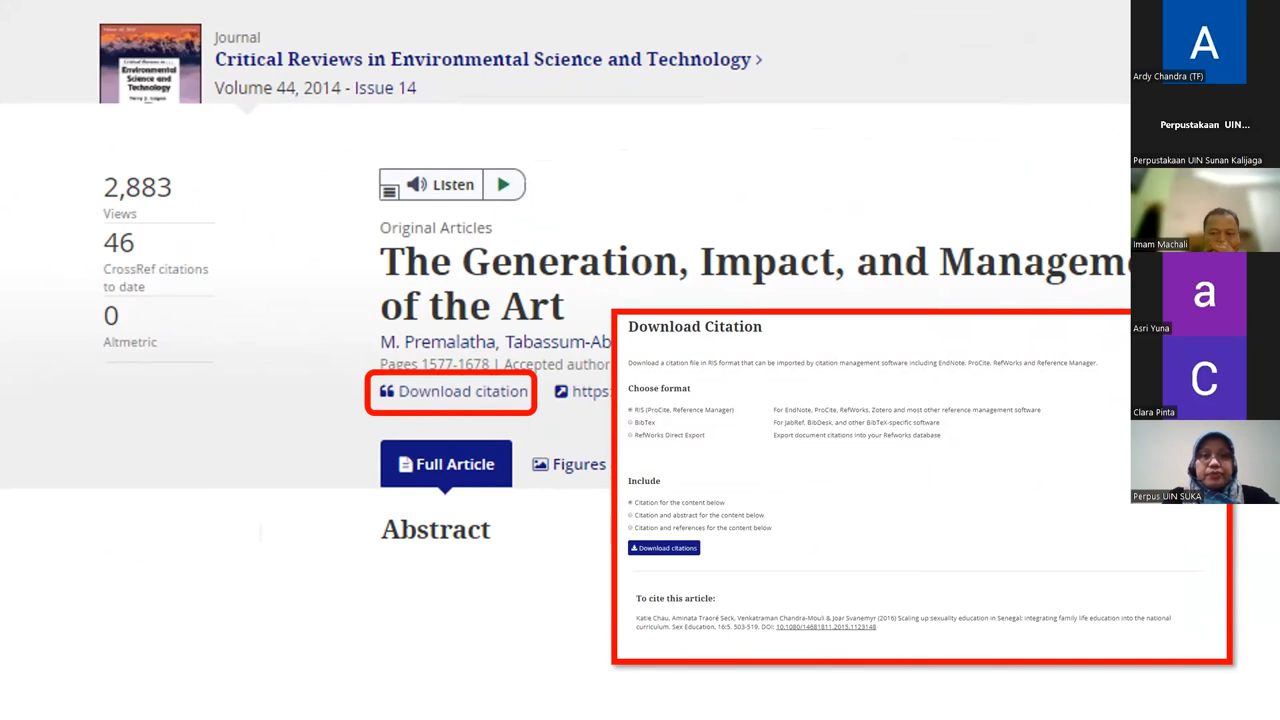 Journal
Critical Reviews in Environmental Science and Technology >
Volume 44, 2014 - Issue 14
Environmental
Science and
Technology
2,883
Views
46
CrossRef citations
to date
0
Altmetric
Listen
Original Articles
The Generation, Impact, and Managem
of the Art
M. Premalatha, Tabassum-Ab
Pages 1577-1678 | Accepted author
Download citation
https:
Full Article
Figures
Abstract
Download Citation
Download a citation file in RIS format that can be imported by citation management software including EndNote, ProCite, RefWorks and Reference Manager.
Choose format
RIS (ProCite, Reference Manager) For EndNote, ProCite, RefWorks, Zotero and most other reference management software
BibTex For JabRef, BibDesk, and other BibTeX-specific software
RefWorks Direct Export Export document citations into your Refworks database
Include
Citation for the content below
Citation and abstract for the content below
Citation and references for the content below
Download citations
To cite this article:
Katie Chau, Aminata Traoré Seck, Venkatraman Chandra-Mouli & Joar Svanemyr (2016) Scaling up sexuality education in Senegal: integrating family life education into the national
curriculum. Sex Education, 16:5, 503-519, DOI: 10.1080/14681811.2015.1123148
A
Ardy Chandra (TF)
Perpustakaan UIN...
Perpustakaan UIN Sunan Kalijaga
Imam Machali
a
Asri Yuna
C
Clara Pinta
Perpus UIN SUKA